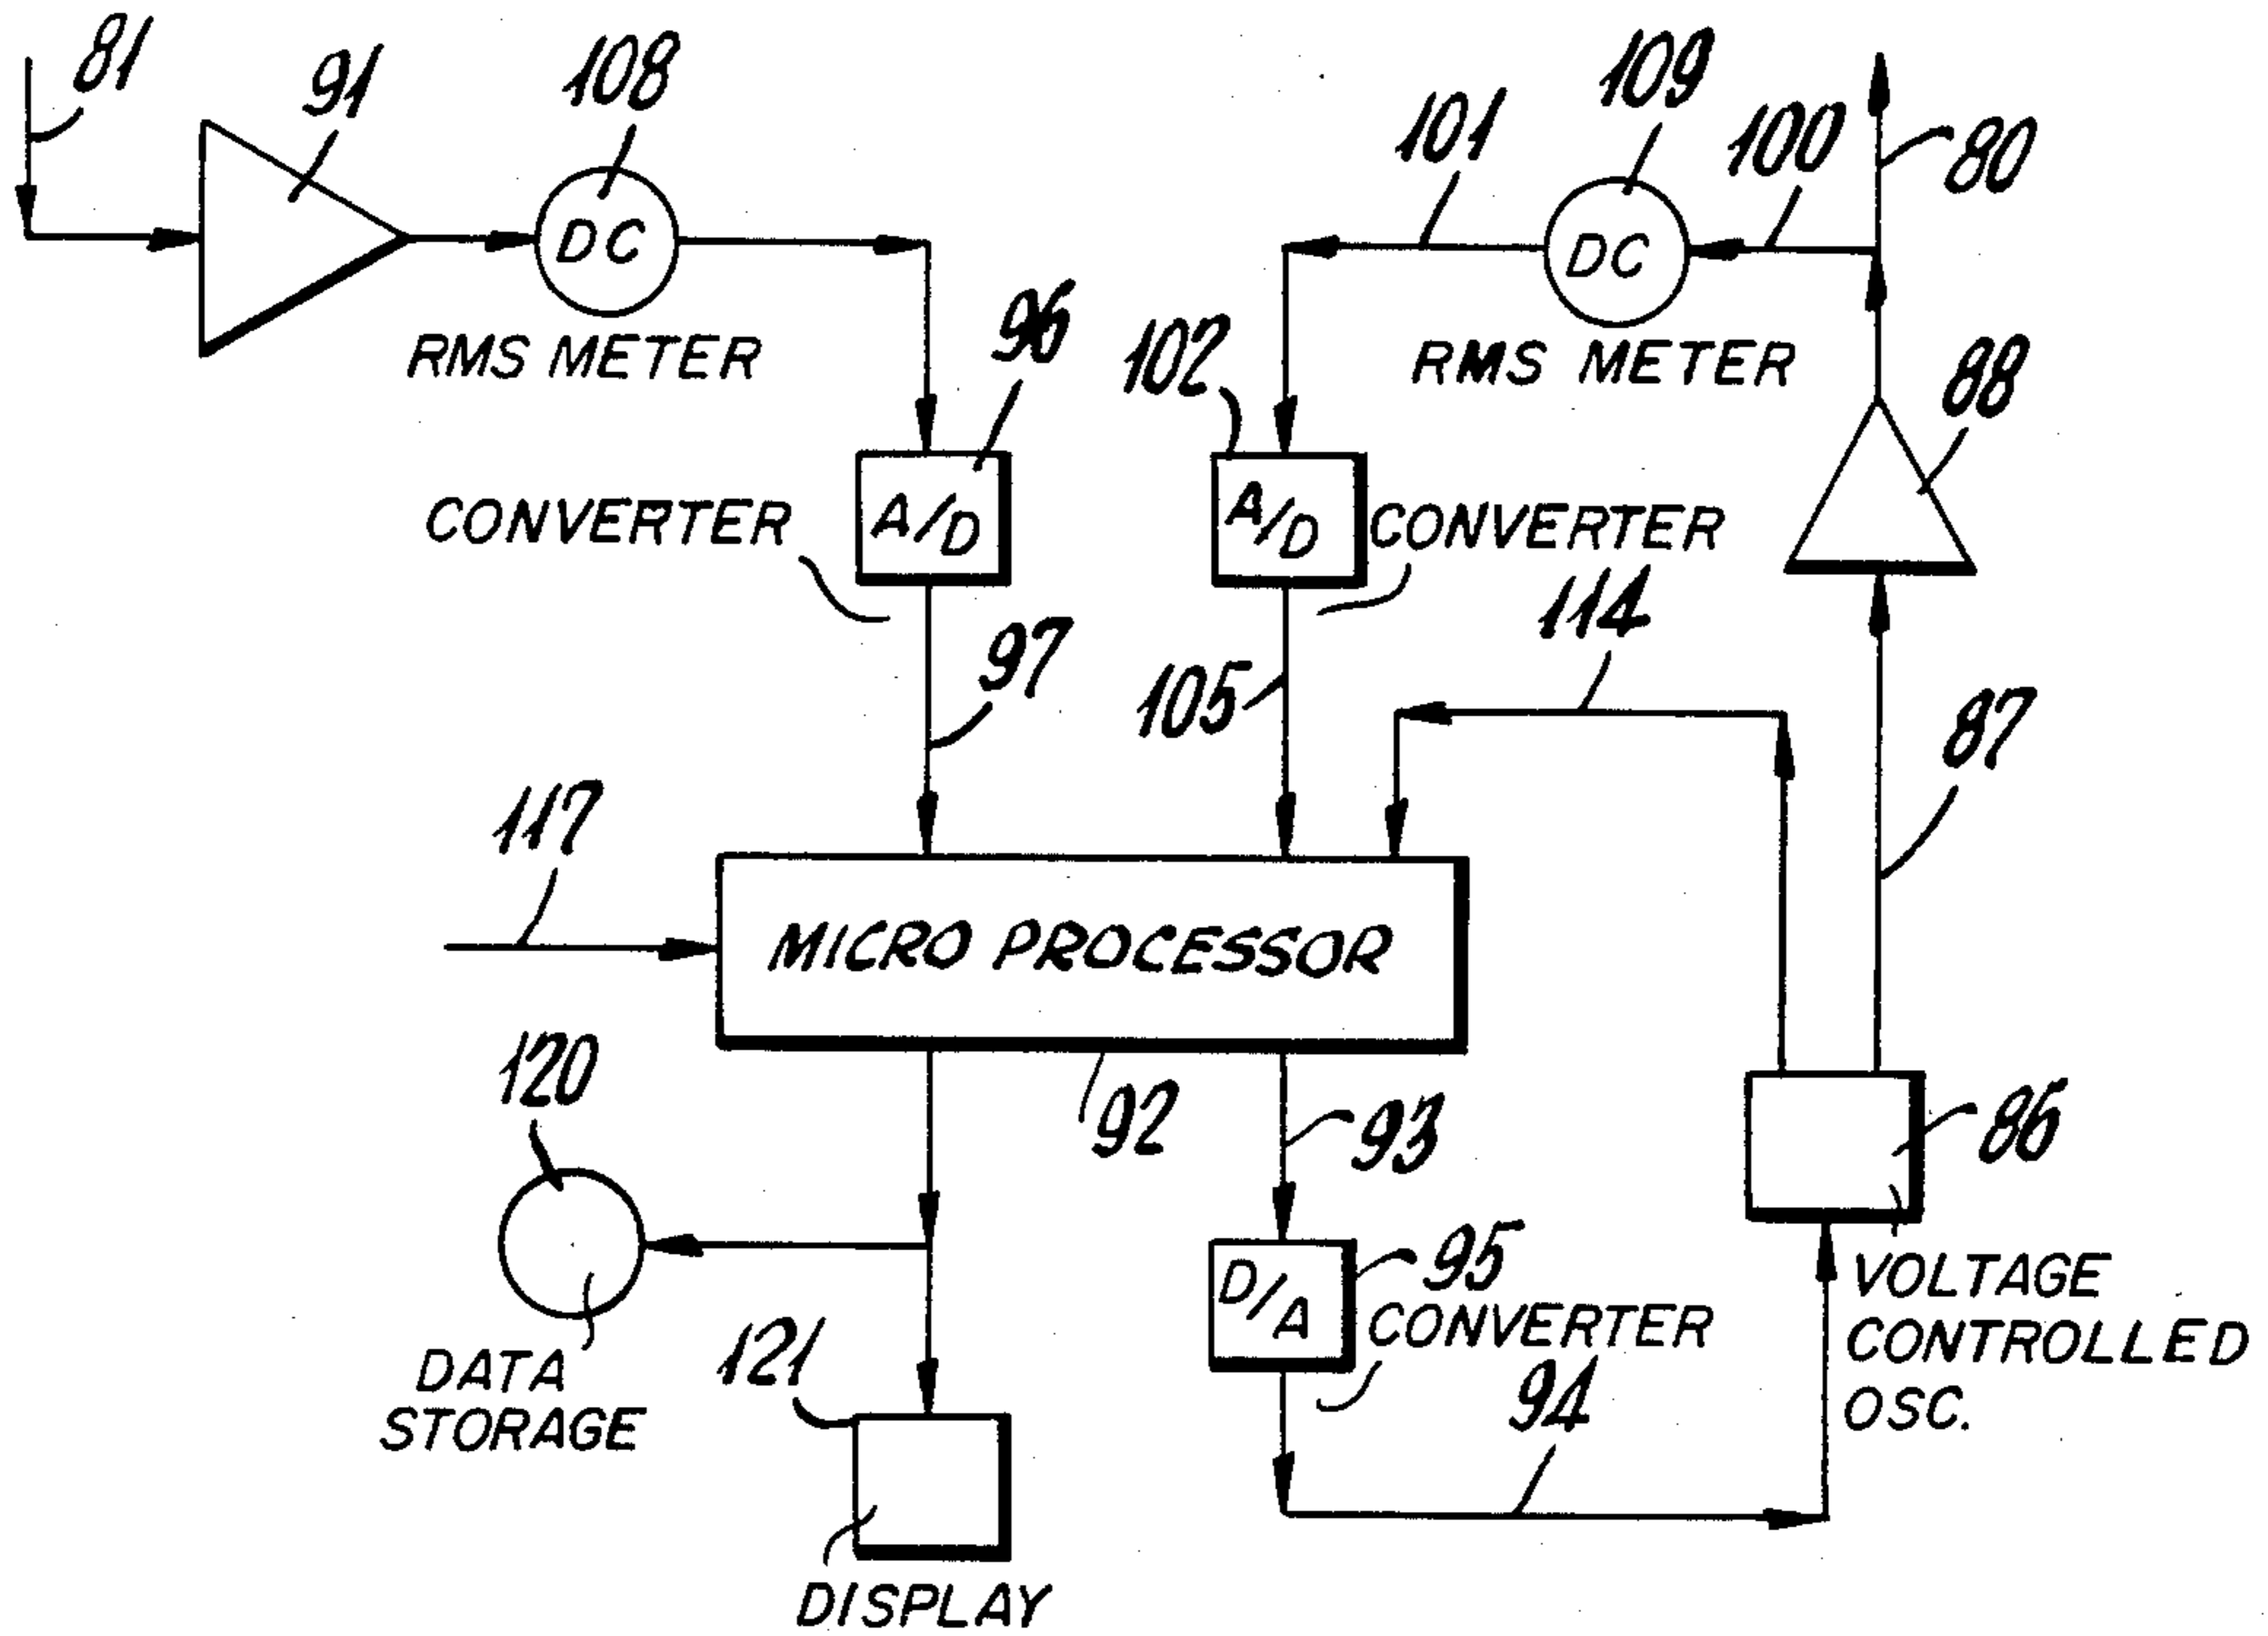 81
91
108
109
101
100
80
DC
DC
RMS METER
RMS METER
96
102
88
A/D
A/D
CONVERTER
CONVERTER
114
97
105
87
117
MICRO PROCESSOR
120
92
93
86
95
D/A
CONVERTER
VOLTAGE
CONTROLLED
OSC.
121
94
DATA
STORAGE
DISPLAY